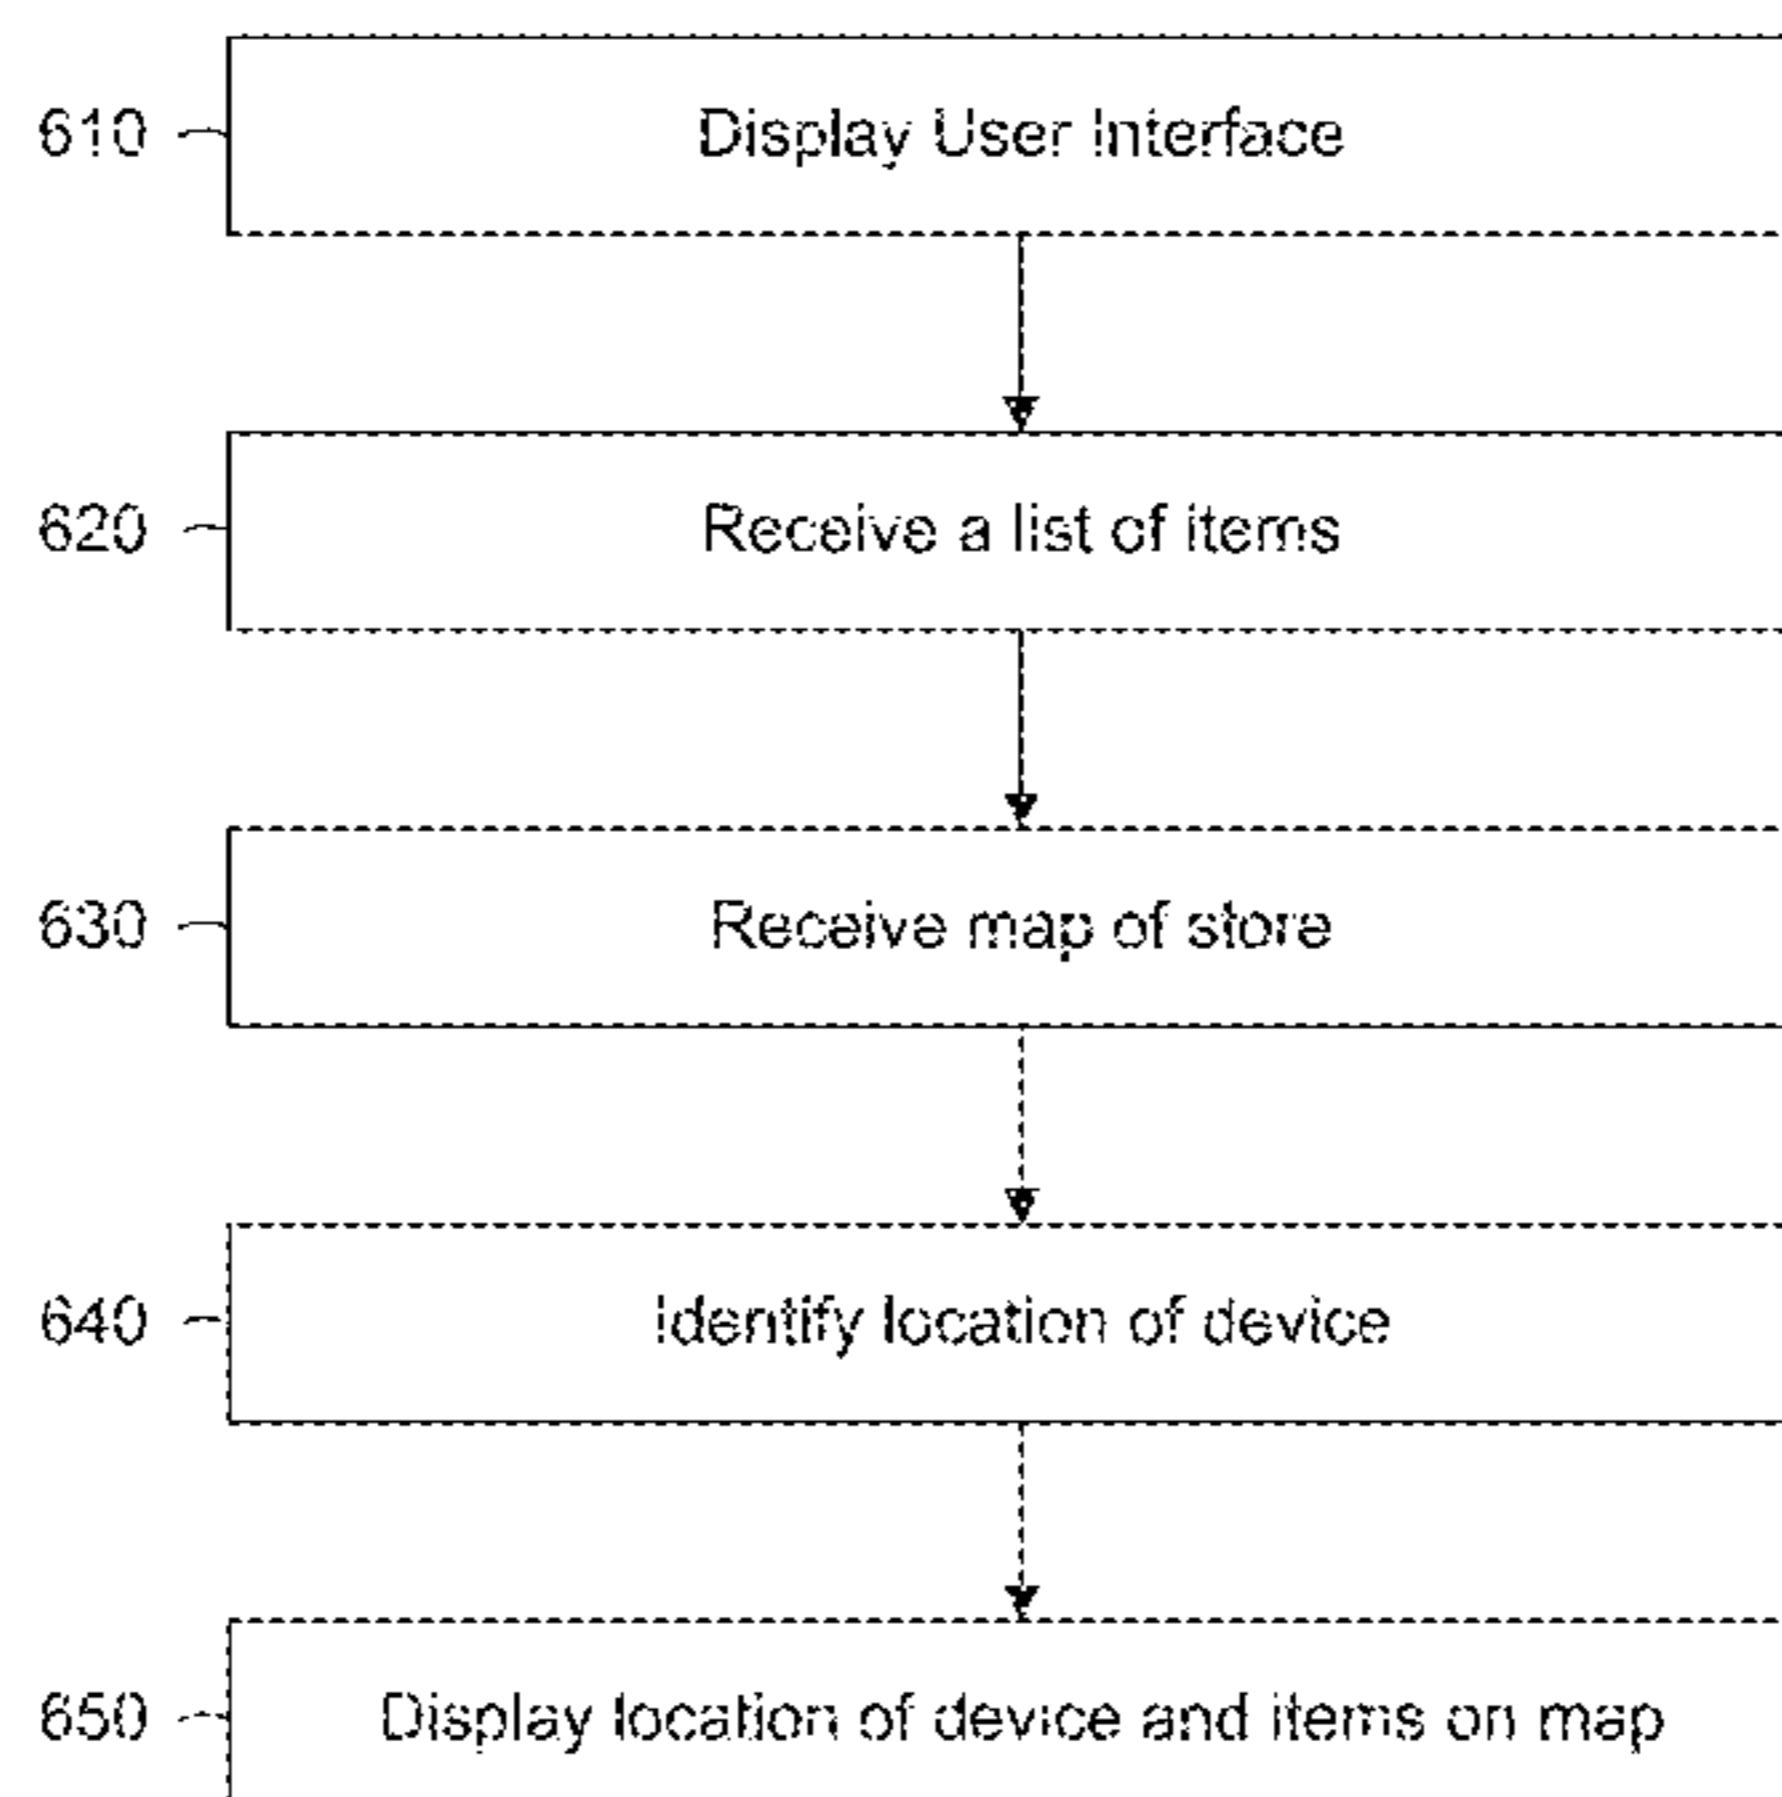 610 Display User Interface
620 Receive a list of items
630 Receive map of store
640 Identify location of device
650 Display location of device and items on map